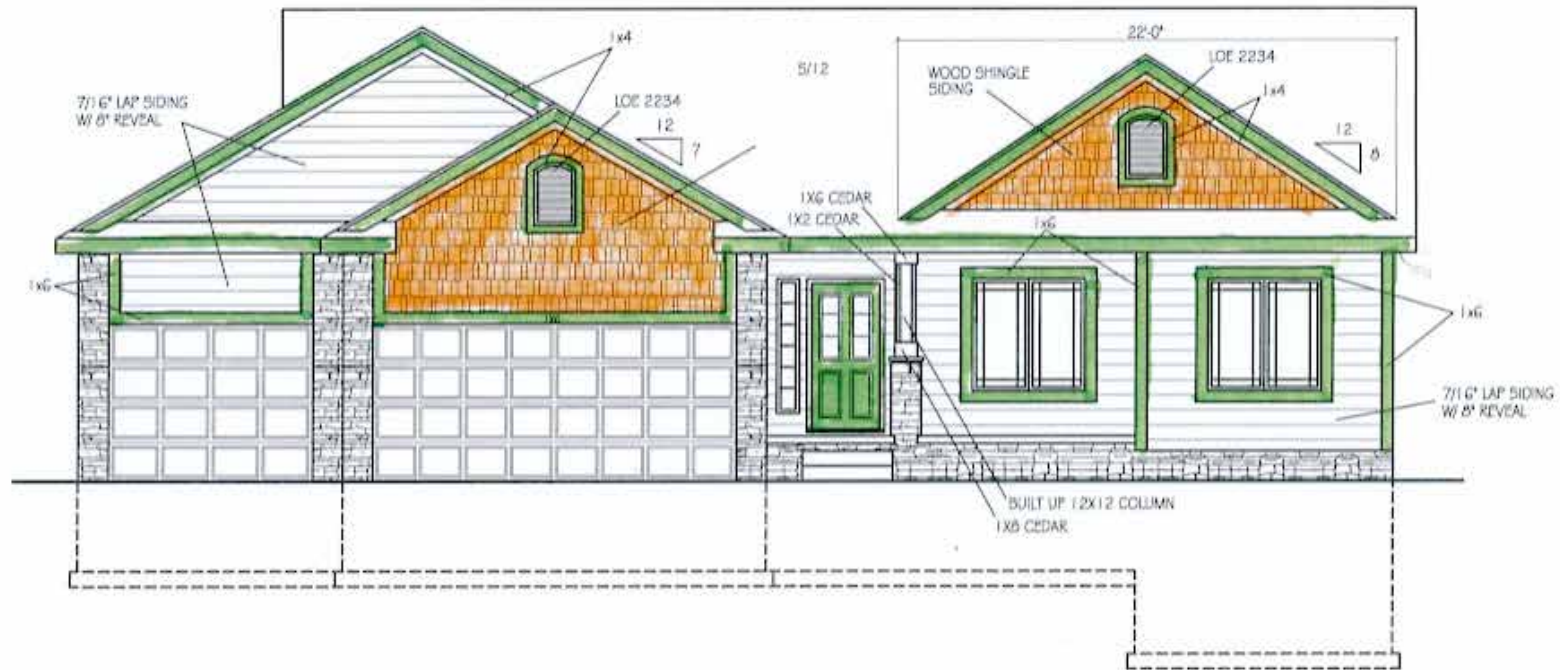 22'-0"
1x4
LOE 2234
5/12
WOOD SHINGLE
SIDING
1x4
7/16" LAP SIDING
W/ 8" REVEAL
LOE 2234
12
7
12
8
1X6 CEDAR
1X2 CEDAR
1x6
1x6
1x6
7/16" LAP SIDING
W/ 8" REVEAL
BUILT UP 12X12 COLUMN
1X8 CEDAR